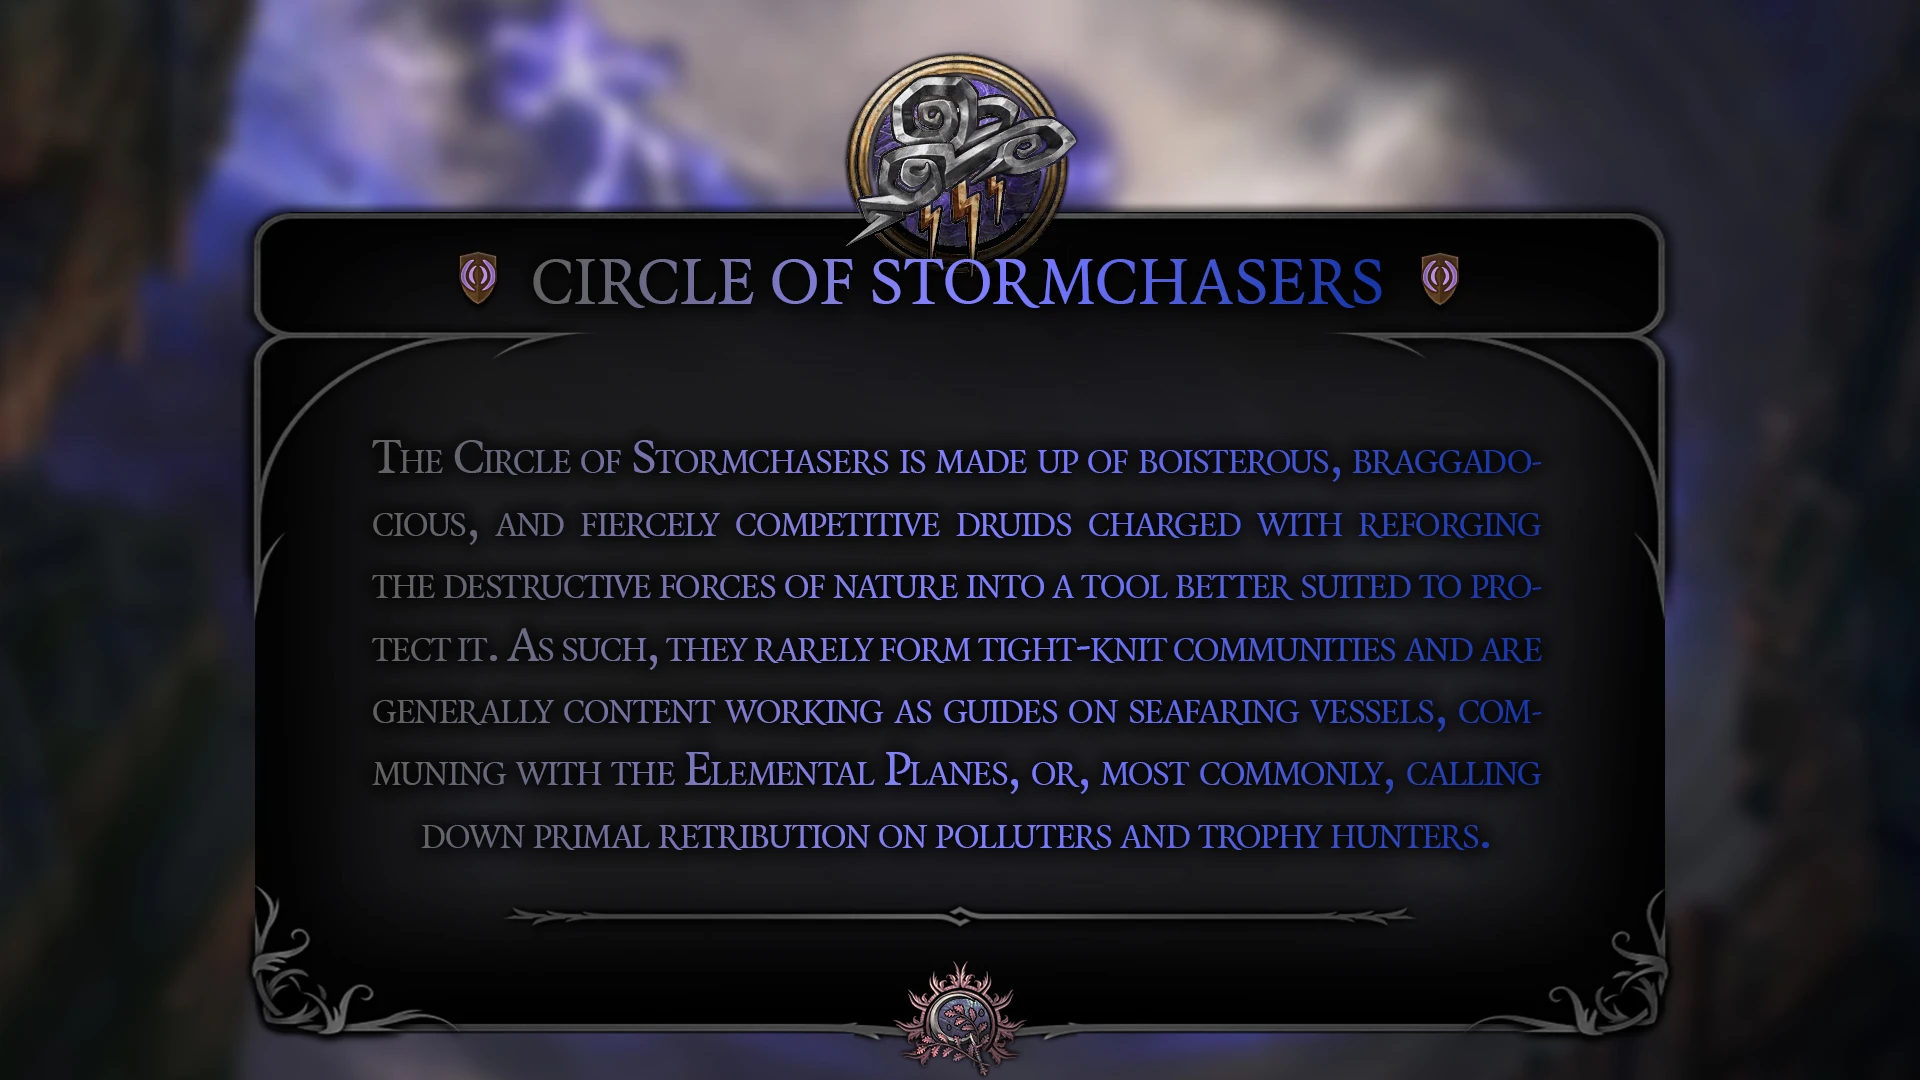 CIRCLE OF STORMCHASERS
The Circle of Stormchasers is made up of boisterous, braggado-
cious, and fiercely competitive druids charged with reforging
the destructive forces of nature into a tool better suited to pro-
tect it. As such, they rarely form tight-knit communities and are
generally content working as guides on seafaring vessels, com-
muning with the Elemental Planes, or, most commonly, calling
down primal retribution on polluters and trophy hunters.